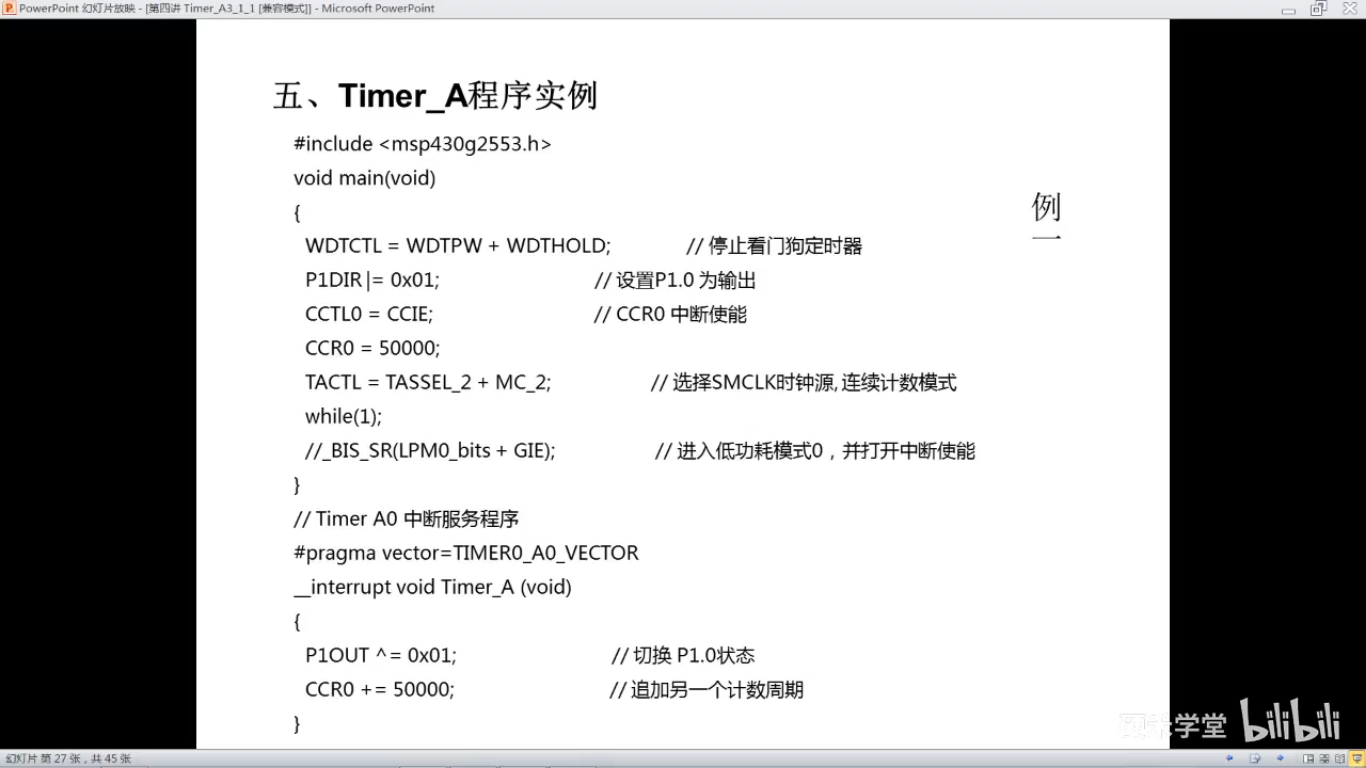 PowerPoint 幻灯片放映 - [第四讲 Timer_A3_1_1 [兼容模式]] - Microsoft PowerPoint
五、Timer_A程序实例
例一
#include <msp430g2553.h>
void main(void)
{
WDTCTL = WDTPW + WDTHOLD; // 停止看门狗定时器
P1DIR |= 0x01; // 设置P1.0 为输出
CCTL0 = CCIE; // CCR0 中断使能
CCR0 = 50000;
TACTL = TASSEL_2 + MC_2; // 选择SMCLK时钟源, 连续计数模式
while(1);
//_BIS_SR(LPM0_bits + GIE); // 进入低功耗模式0，并打开中断使能
}
// Timer A0 中断服务程序
#pragma vector=TIMER0_A0_VECTOR
__interrupt void Timer_A (void)
{
P1OUT ^= 0x01; // 切换 P1.0状态
CCR0 += 50000; // 追加另一个计数周期
}
学堂 bilibili
幻灯片 第 27 张，共 45 张